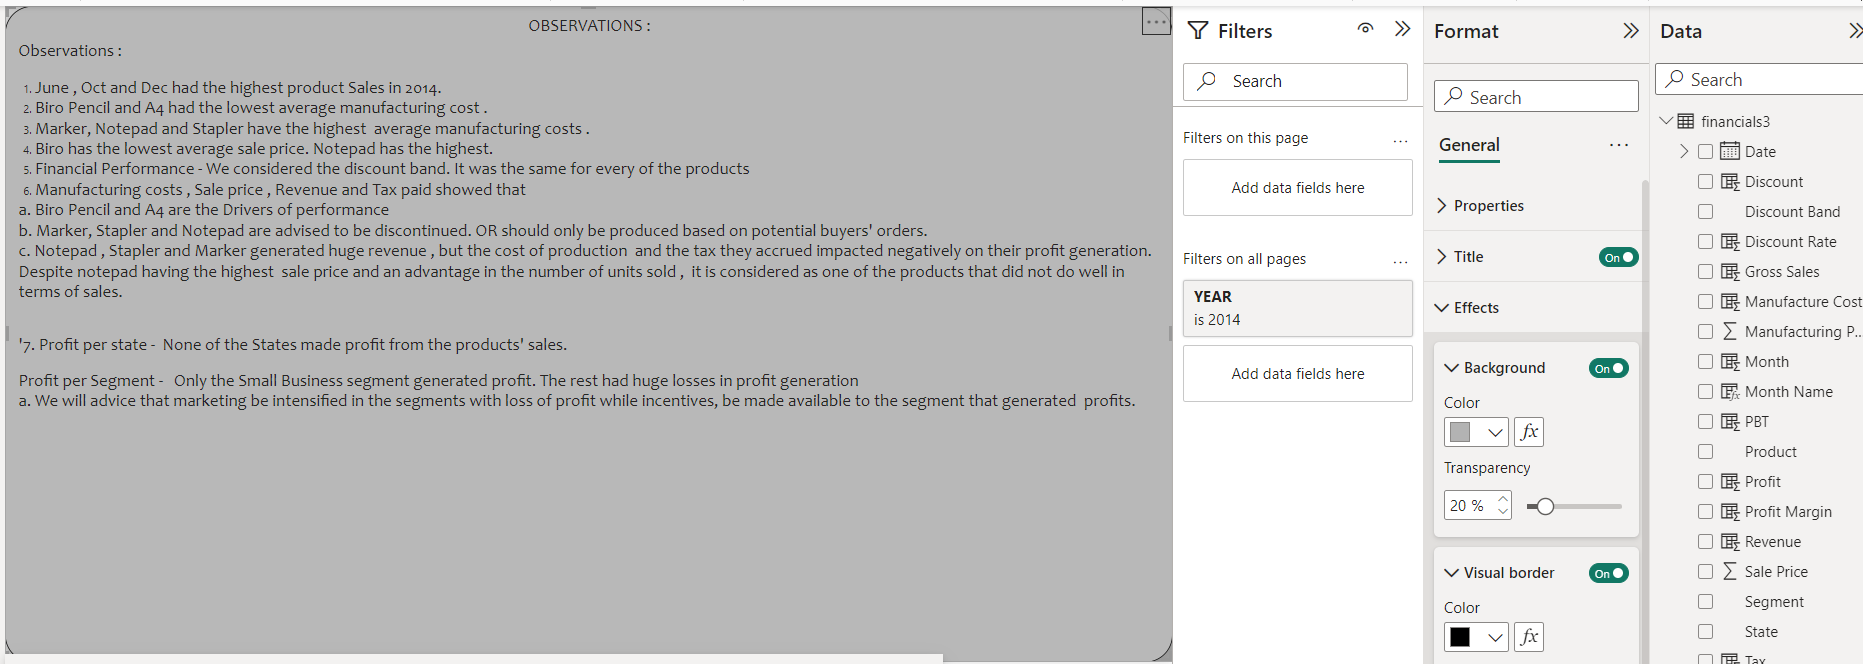 OBSERVATIONS :
Observations :
1. June , Oct and Dec had the highest product Sales in 2014.
2. Biro Pencil and A4 had the lowest average manufacturing cost .
3. Marker, Notepad and Stapler have the highest  average manufacturing costs .
4. Biro has the lowest average sale price. Notepad has the highest.
5. Financial Performance - We considered the discount band. It was the same for every of the products
6. Manufacturing costs , Sale price , Revenue and Tax paid showed that
a. Biro Pencil and A4 are the Drivers of performance
b. Marker, Stapler and Notepad are advised to be discontinued. OR should only be produced based on potential buyers' orders.
c. Notepad , Stapler and Marker generated huge revenue , but the cost of production  and the tax they accrued impacted negatively on their profit generation.
Despite notepad having the highest  sale price and an advantage in the number of units sold ,  it is considered as one of the products that did not do well in
terms of sales.
'7. Profit per state -  None of the States made profit from the products' sales.
Profit per Segment -   Only the Small Business segment generated profit. The rest had huge losses in profit generation
a. We will advice that marketing be intensified in the segments with loss of profit while incentives, be made available to the segment that generated  profits.
Filters
Search
Filters on this page
...
Add data fields here
Filters on all pages
...
YEAR
is 2014
Add data fields here
Format
Search
General
...
Properties
Title
On
Effects
Background
On
Color
fx
Transparency
20 %
Visual border
On
Color
fx
Data
Search
financials3
Date
Discount
Discount Band
Discount Rate
Gross Sales
Manufacture Cost
Manufacturing P...
Month
Month Name
PBT
Product
Profit
Profit Margin
Revenue
Sale Price
Segment
State
Tax